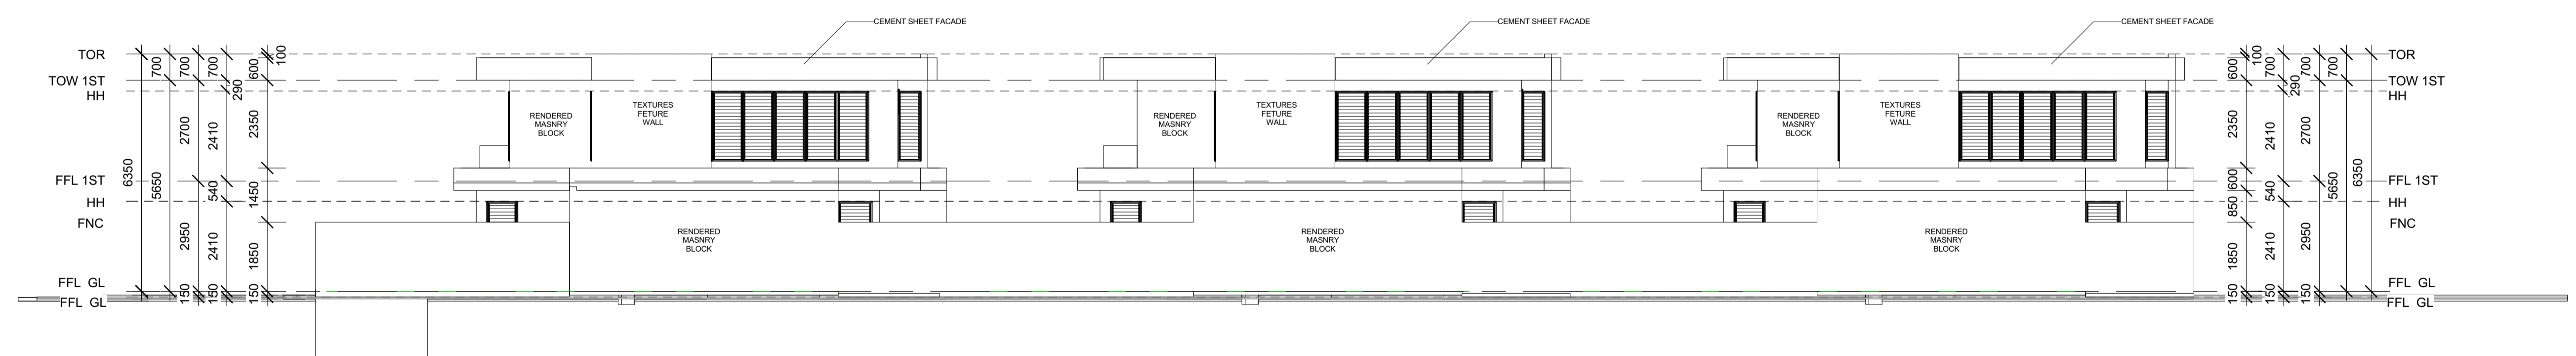 CEMENT SHEET FACADE
CEMENT SHEET FACADE
CEMENT SHEET FACADE
TOR
TOW 1ST
HH
FFL 1ST
HH
FNC
FFL GL
FFL GL
6350
700
5650
700
2700
2950
150
700
2410
540
2410
150
290
100
600
2350
1450
1850
150
RENDERED
MASNRY
BLOCK
TEXTURES
FETURE
WALL
RENDERED
MASNRY
BLOCK
RENDERED
MASNRY
BLOCK
TEXTURES
FETURE
WALL
RENDERED
MASNRY
BLOCK
RENDERED
MASNRY
BLOCK
TEXTURES
FETURE
WALL
RENDERED
MASNRY
BLOCK
100
600
2350
600
850
1850
150
700
290
2410
540
2410
150
700
2700
2950
150
700
5650
6350
TOR
TOW 1ST
HH
FFL 1ST
HH
FNC
FFL GL
FFL GL